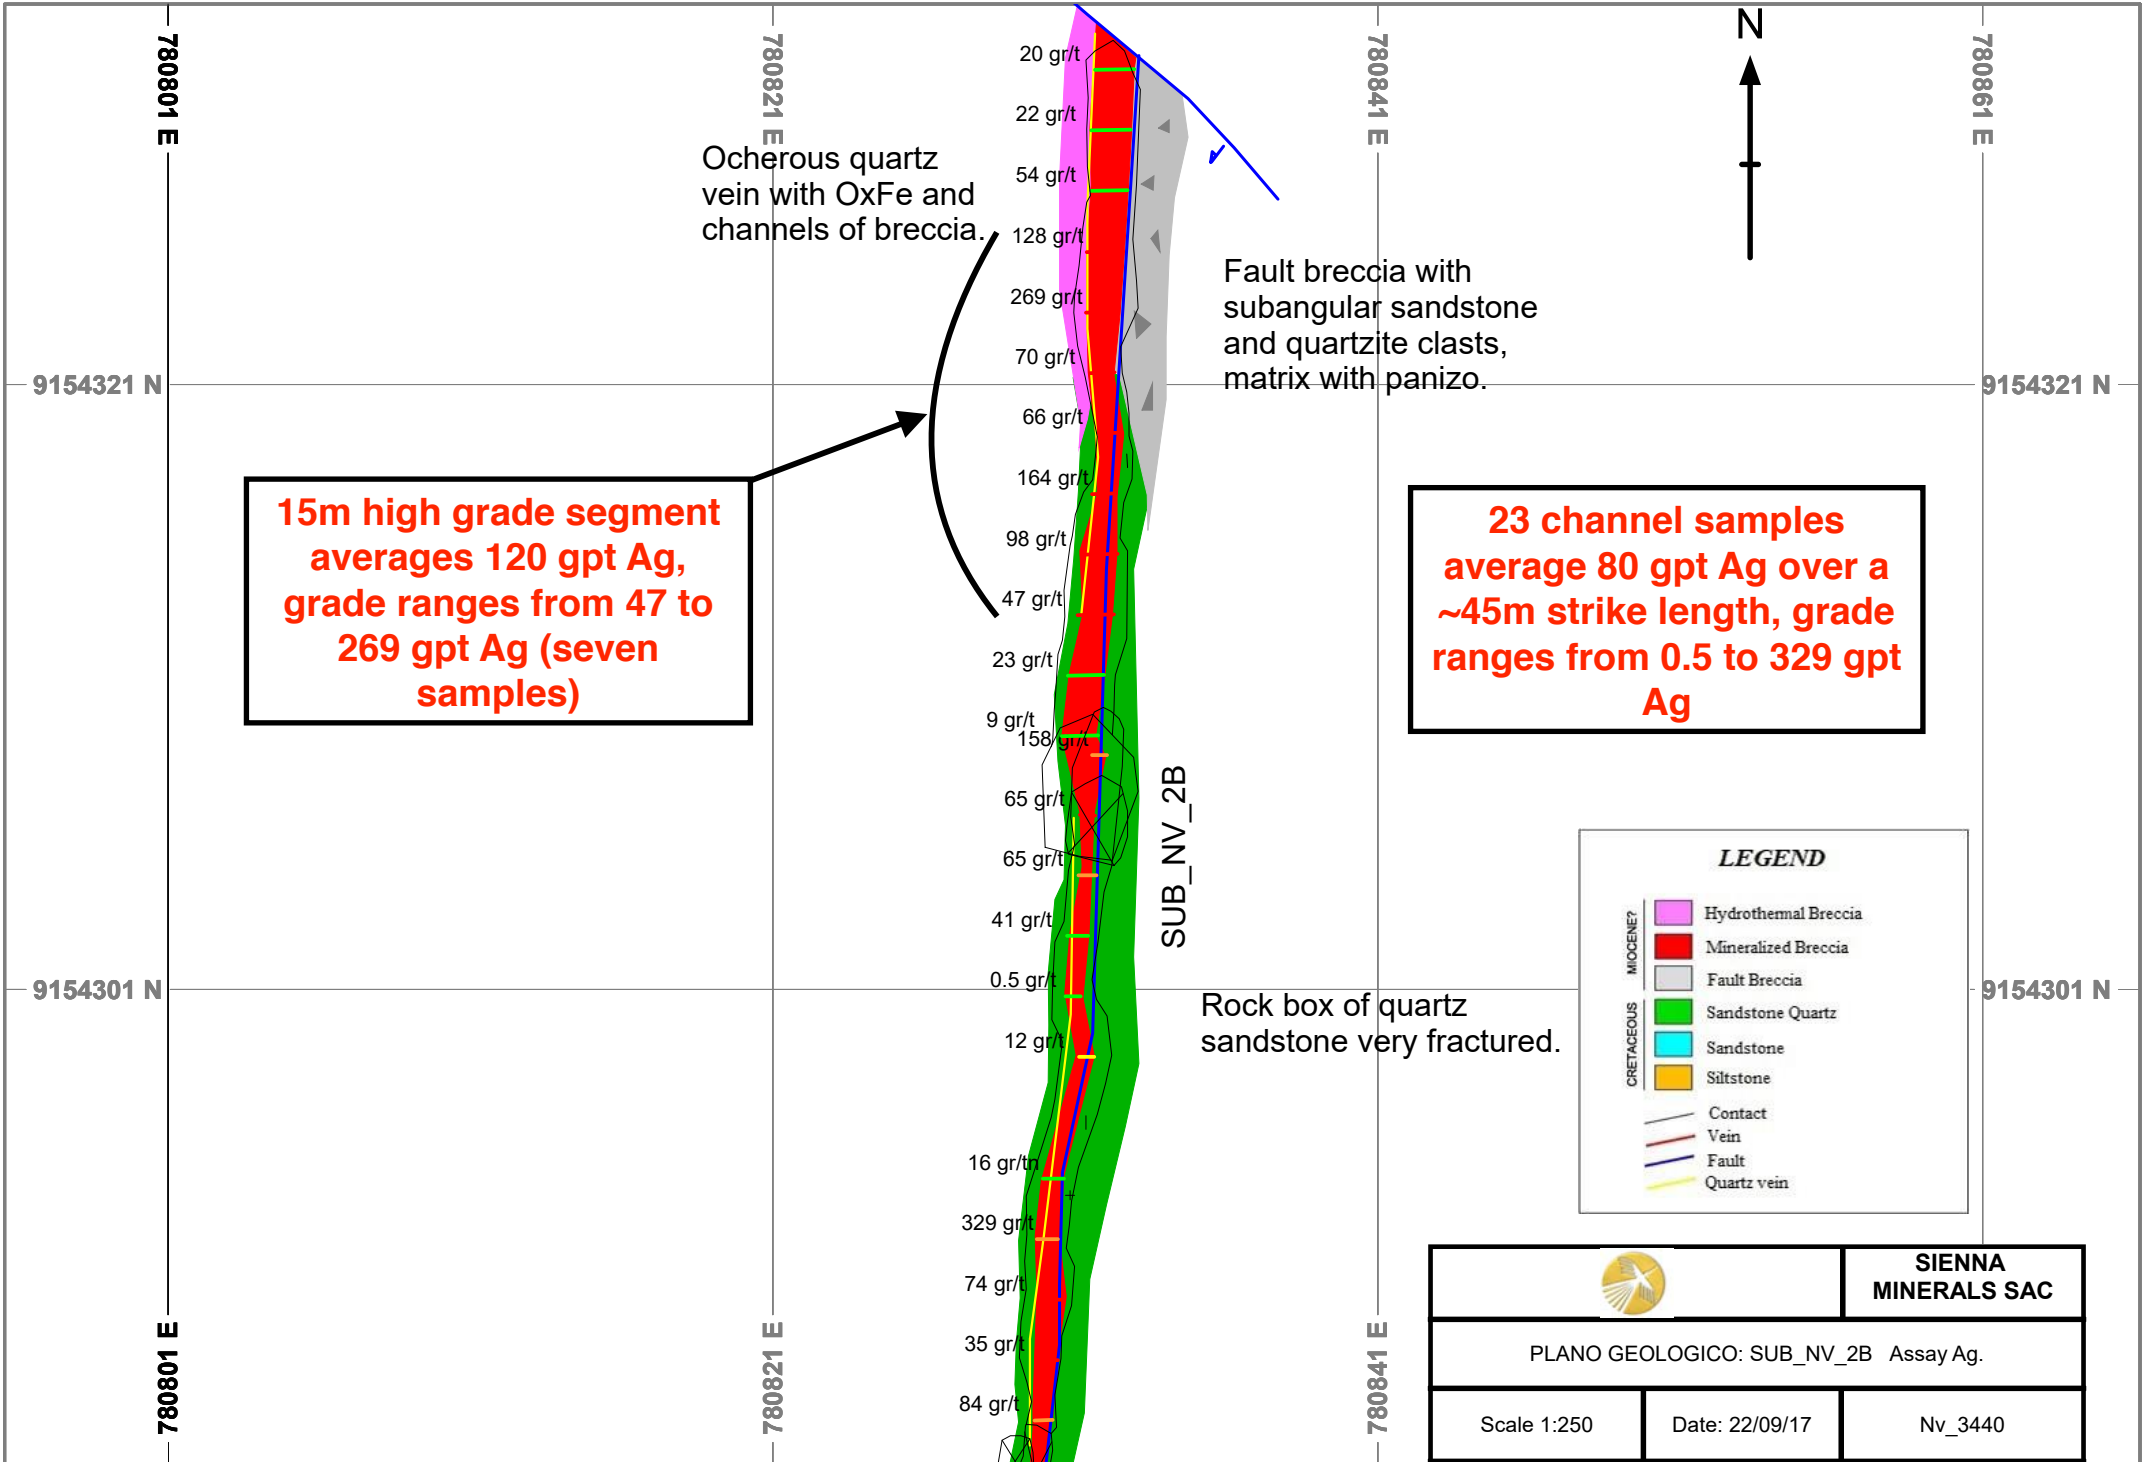 780801 E
780821 E
780841 E
780861 E
N
20 gr/t
22 gr/t
54 gr/t
128 gr/t
269 gr/t
70 gr/t
66 gr/t
164 gr/t
98 gr/t
47 gr/t
23 gr/t
9 gr/t
158 gr/t
65 gr/t
65 gr/t
41 gr/t
0.5 gr/t
12 gr/t
16 gr/tn
329 gr/t
74 gr/t
35 gr/t
84 gr/t
Ocherous quartz
vein with OxFe and
channels of breccia.
Fault breccia with
subangular sandstone
and quartzite clasts,
matrix with panizo.
9154321 N
9154321 N
15m high grade segment
averages 120 gpt Ag,
grade ranges from 47 to
269 gpt Ag (seven
samples)
23 channel samples
average 80 gpt Ag over a
~45m strike length, grade
ranges from 0.5 to 329 gpt
Ag
SUB_NV_2B
9154301 N
9154301 N
Rock box of quartz
sandstone very fractured.
LEGEND
MIOCENE?
Hydrothermal Breccia
Mineralized Breccia
Fault Breccia
CRETACEOUS
Sandstone Quartz
Sandstone
Siltstone
Contact
Vein
Fault
Quartz vein
780801 E
780821 E
780841 E
SIENNA
MINERALS SAC
PLANO GEOLOGICO: SUB_NV_2B Assay Ag.
Scale 1:250
Date: 22/09/17
Nv_3440